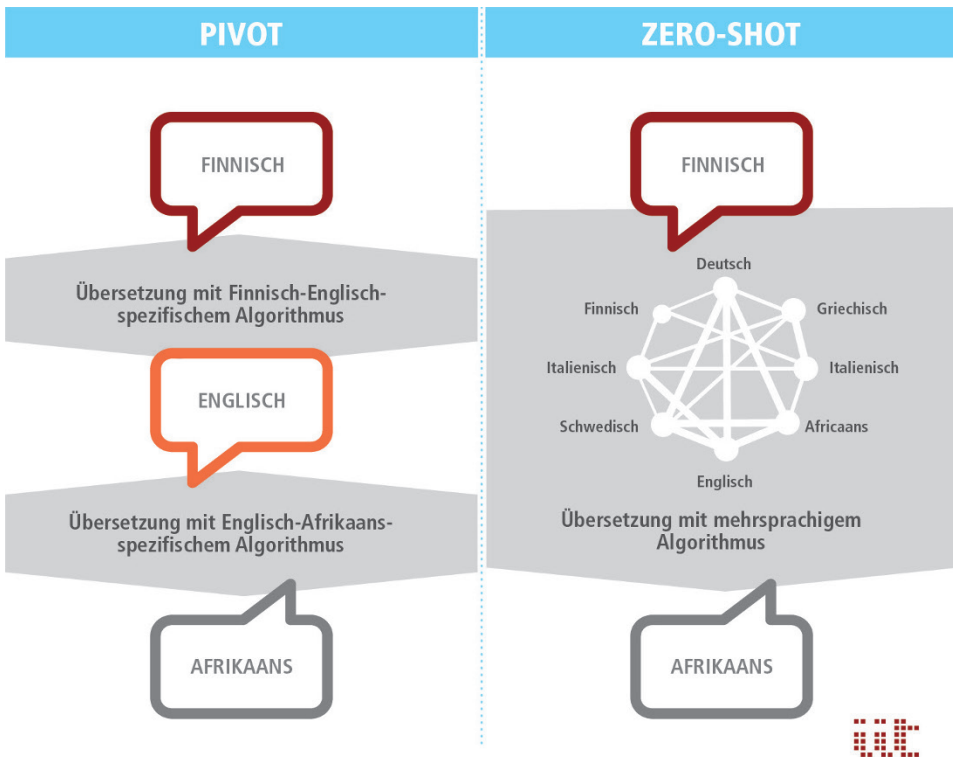 PIVOT
FINNISCH
Übersetzung mit Finnisch-Englisch-
spezifischem Algorithmus
ENGLISCH
Übersetzung mit Englisch-Afrikaans-
spezifischem Algorithmus
AFRIKAANS
ZERO-SHOT
FINNISCH
Deutsch
Finnisch
Griechisch
Italienisch
Italienisch
Schwedisch
Africaans
Englisch
Übersetzung mit mehrsprachigem
Algorithmus
AFRIKAANS
üt